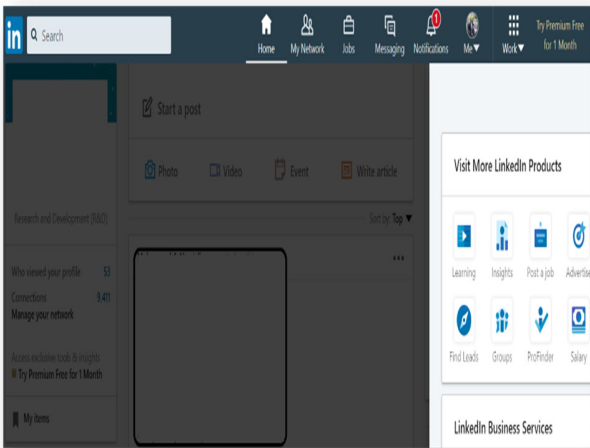 in Search
Home My Network Jobs Messaging Notifications 1 Me Work Try Premium Free
for 1 Month
Start a post
Photo Video Event Write article
Sort by: Top
Research and Development (R&D)
Who viewed your profile 53
Connections 9,411
Manage your network
Access exclusive tools & insights
Try Premium Free for 1 Month
My items
Visit More LinkedIn Products
Learning Insights Post a job Advertise
Find Leads Groups ProFinder Salary
LinkedIn Business Services